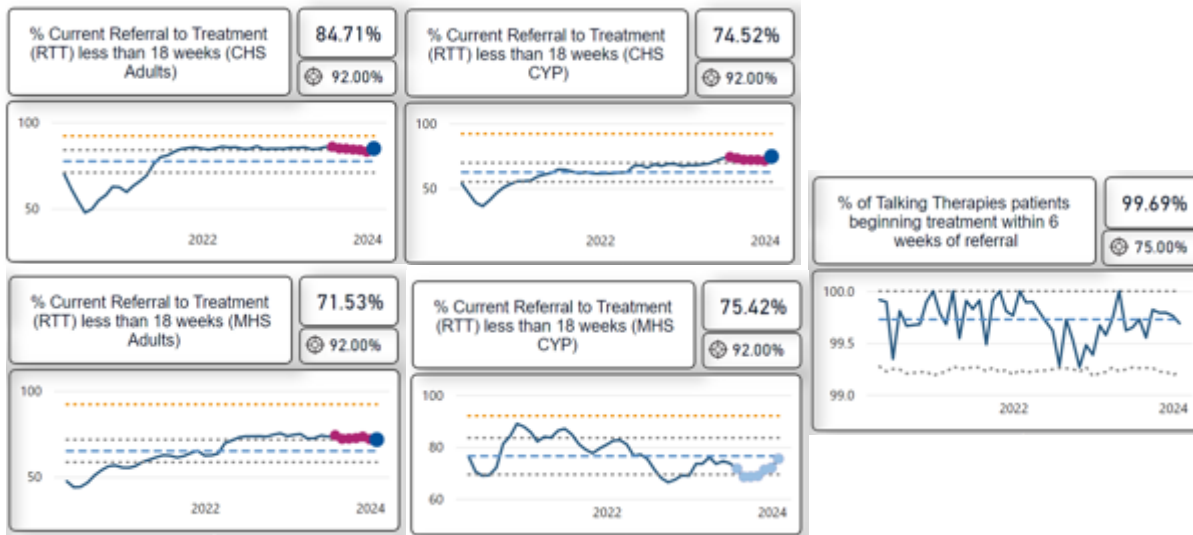 % Current Referral to Treatment
(RTT) less than 18 weeks (CHS
Adults)
84.71%
92.00%
100
50
2022
2024
% Current Referral to Treatment
(RTT) less than 18 weeks (CHS
CYP)
74.52%
92.00%
100
50
2022
2024
% of Talking Therapies patients
beginning treatment within 6
weeks of referral
99.69%
75.00%
100.0
99.5
99.0
2022
2024
% Current Referral to Treatment
(RTT) less than 18 weeks (MHS
Adults)
71.53%
92.00%
100
50
2022
2024
% Current Referral to Treatment
(RTT) less than 18 weeks (MHS
CYP)
75.42%
92.00%
100
80
60
2022
2024